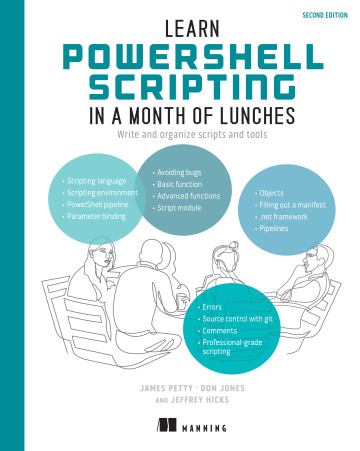 SECOND EDITION
LEARN
POWERSHELL
SCRIPTING
IN A MONTH OF LUNCHES
Write and organize scripts and tools
• Scripting language
• Scripting environment
• PowerShell pipeline
• Parameter binding
• Avoiding bugs
• Basic function
• Advanced functions
• Script module
• Objects
• Filling out a manifest
• .net framework
• Pipelines
• Errors
• Source control with git
• Comments
• Professional-grade
scripting
JAMES PETTY • DON JONES
AND JEFFREY HICKS
MANNING